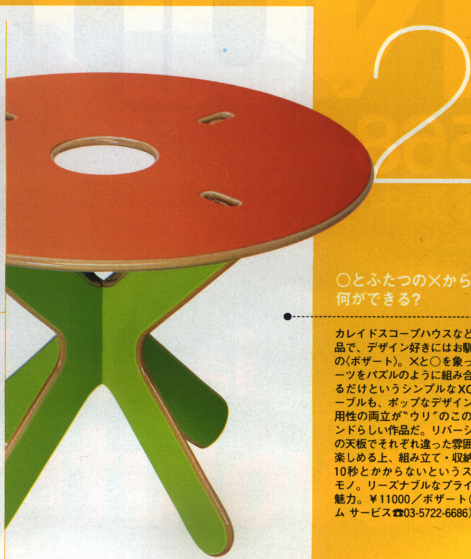 2
○とふたつの×から
何ができる?
カレイドスコープハウスなど
品で、デザイン好きにはお馴
の〈ボザート〉。×と○を象っ
ーツをパズルのように組み合
るだけというシンプルなXO
ーブルも、ポップなデザイン
用性の両立が“ウリ”のこの
ンドらしい作品だ。リバーシ
の天板でそれぞれ違った雰囲
楽しめる上、組み立て・収納
10秒とかからないというス
モノ。リーズナブルなプライ
魅力。¥11000／ボザート(
ム サービス☎03-5722-6686)